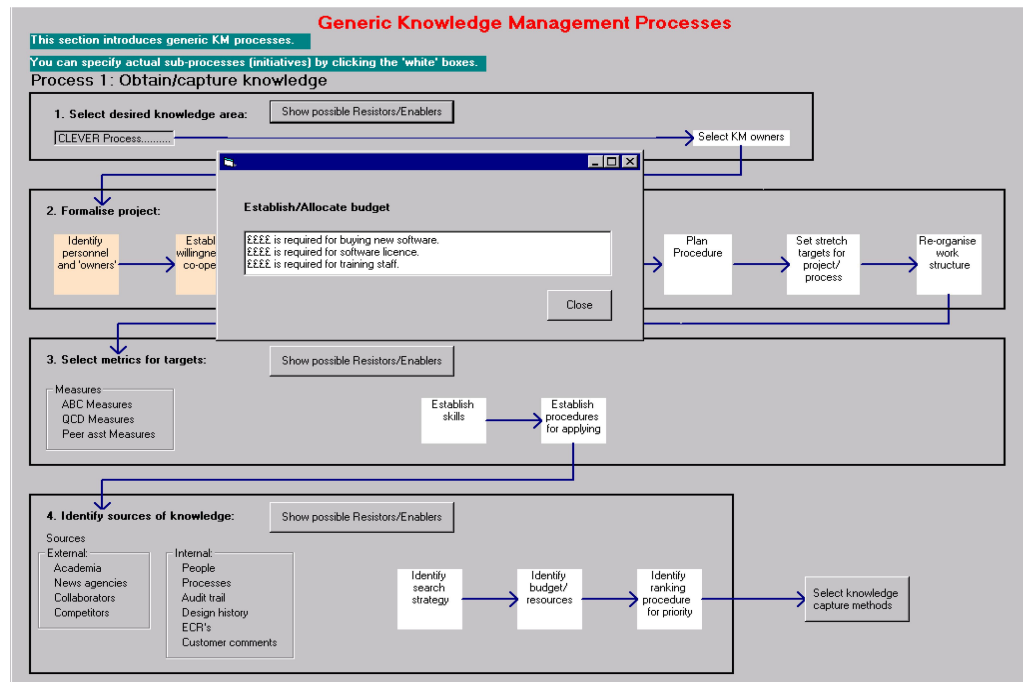 Generic Knowledge Management Processes
This section introduces generic KM processes.
You can specify actual sub-processes (initiatives) by clicking the 'white' boxes.
Process 1: Obtain/capture knowledge
1. Select desired knowledge area:
Show possible Resistors/Enablers
CLEVER Process..........
Select KM owners
2. Formalise project:
Identify
personnel
and 'owners'
Establ
willingne
co-ope
Establish/Allocate budget
££££ is required for buying new software.
££££ is required for software licence.
££££ is required for training staff.
Close
Plan
Procedure
Set stretch
targets for
project/
process
Re-organise
work
structure
3. Select metrics for targets:
Show possible Resistors/Enablers
Measures
ABC Measures
QCD Measures
Peer asst Measures
Establish
skills
Establish
procedures
for applying
4. Identify sources of knowledge:
Show possible Resistors/Enablers
Sources
External:
Academia
News agencies
Collaborators
Competitors
Internal:
People
Processes
Audit trail
Design history
ECR's
Customer comments
Identify
search
strategy
Identify
budget/
resources
Identify
ranking
procedure
for priority
Select knowledge
capture methods